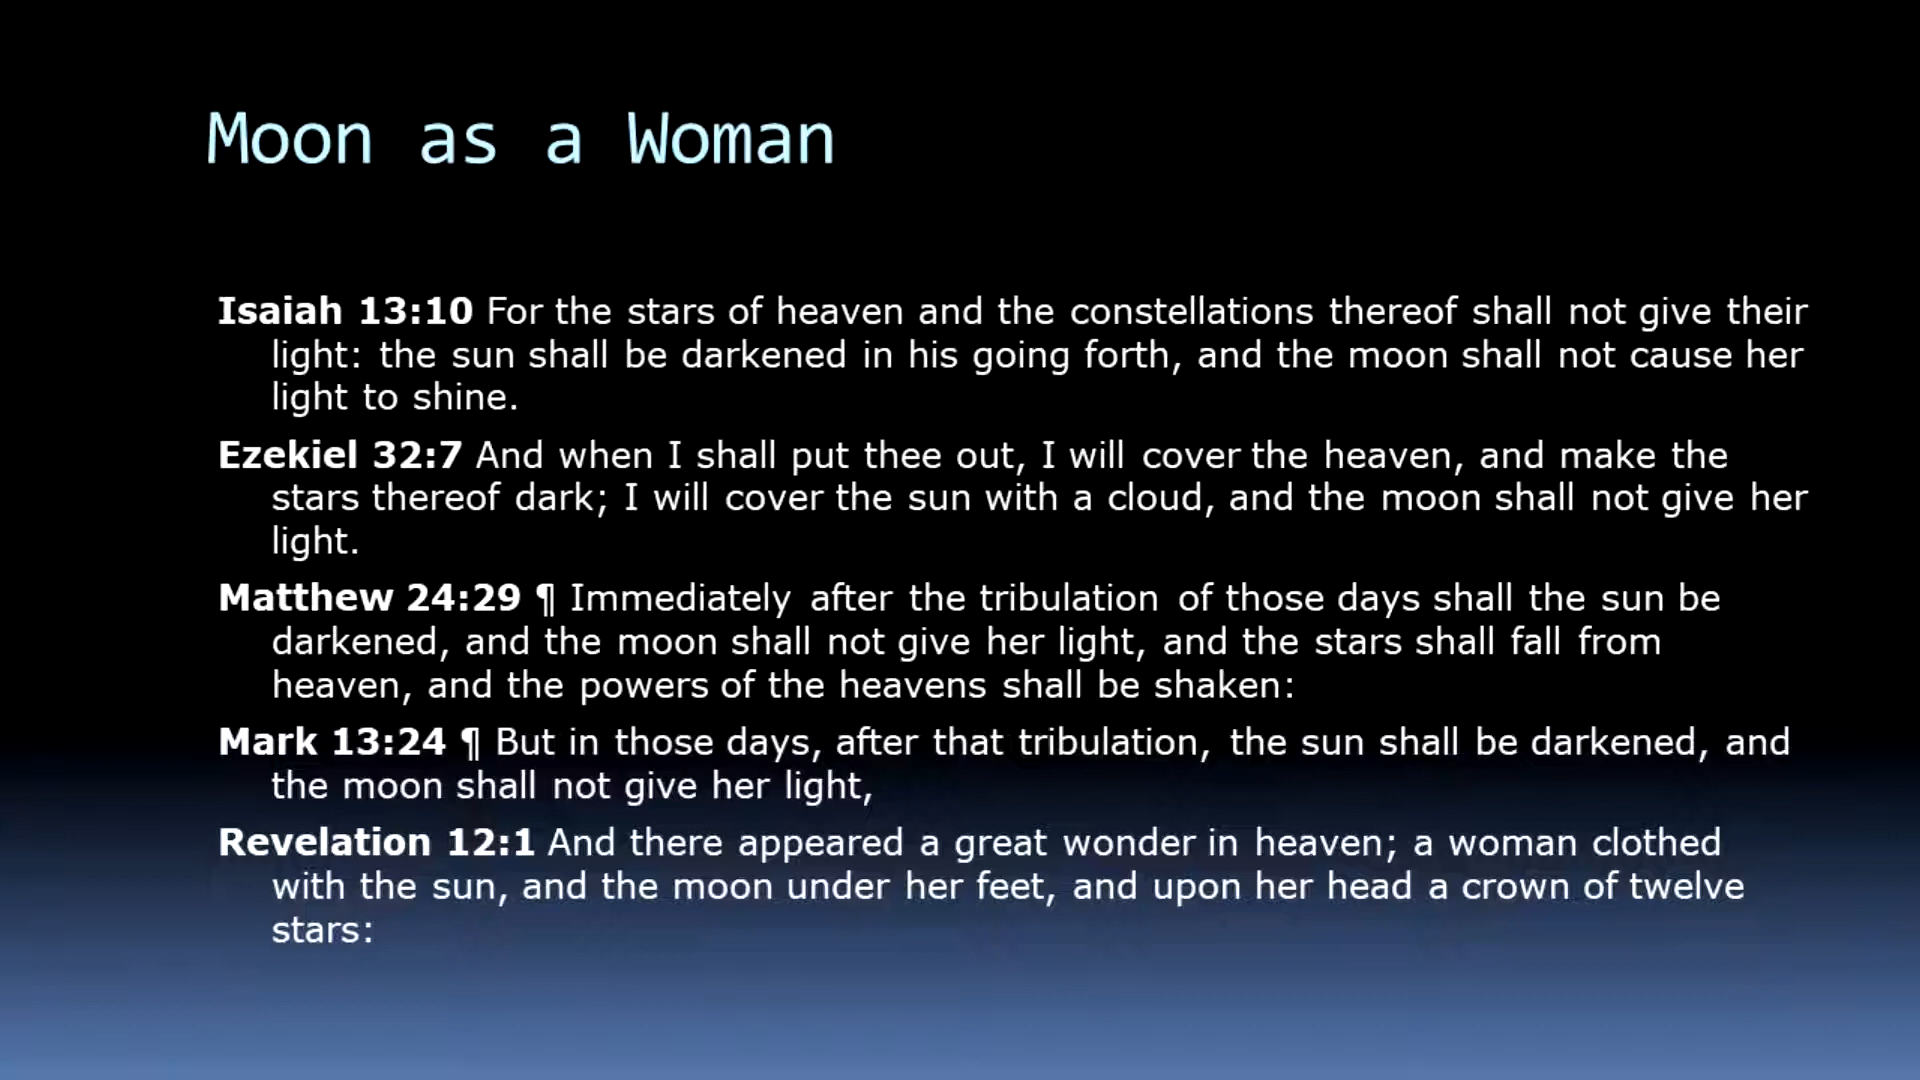 Moon as a Woman
Isaiah 13:10 For the stars of heaven and the constellations thereof shall not give their
light: the sun shall be darkened in his going forth, and the moon shall not cause her
light to shine.
Ezekiel 32:7 And when I shall put thee out, I will cover the heaven, and make the
stars thereof dark; I will cover the sun with a cloud, and the moon shall not give her
light.
Matthew 24:29 ¶ Immediately after the tribulation of those days shall the sun be
darkened, and the moon shall not give her light, and the stars shall fall from
heaven, and the powers of the heavens shall be shaken:
Mark 13:24 ¶ But in those days, after that tribulation, the sun shall be darkened, and
the moon shall not give her light,
Revelation 12:1 And there appeared a great wonder in heaven; a woman clothed
with the sun, and the moon under her feet, and upon her head a crown of twelve
stars: